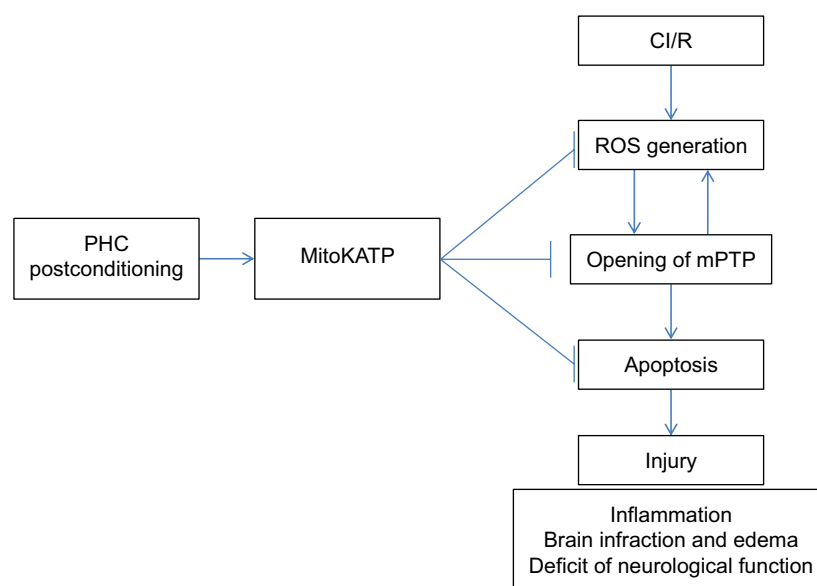 CI/R
ROS generation
PHC
postconditioning
MitoKATP
Opening of mPTP
Apoptosis
Injury
Inflammation
Brain infraction and edema
Deficit of neurological function